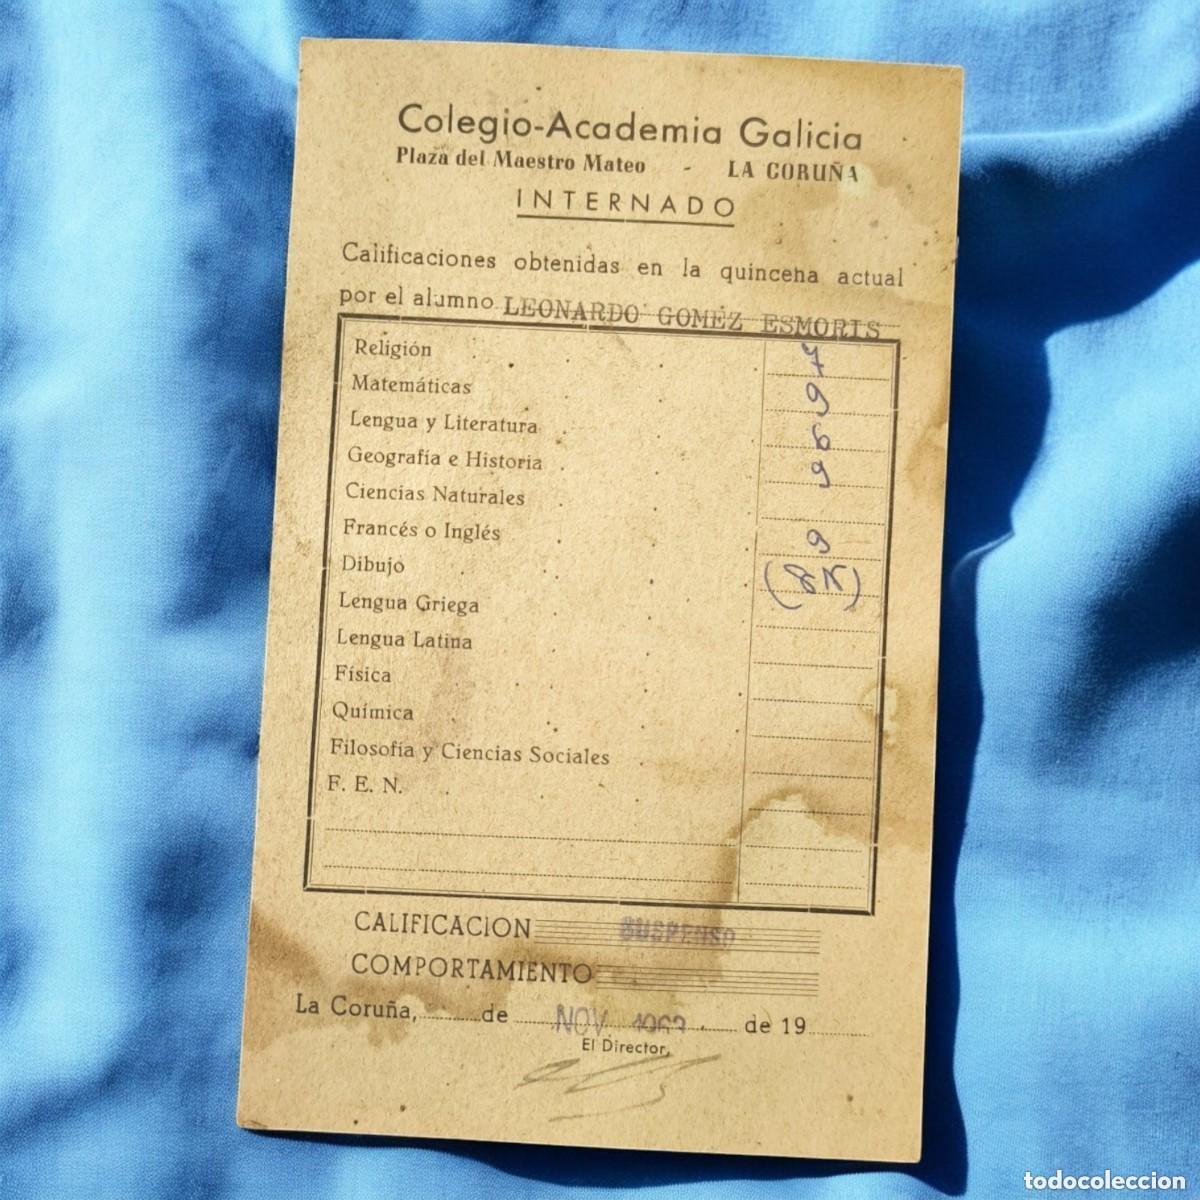 Colegio-Academia Galicia
Plaza del Maestro Mateo - LA CORUÑA
INTERNADO
Calificaciones obtenidas en la quincena actual
por el alumno LEONARDO GOMEZ ESMORIS
Religión 7
Matemáticas 9
Lengua y Literatura 6
Geografía e Historia 9
Ciencias Naturales
Francés o Inglés 9
Dibujo (8N)
Lengua Griega
Lengua Latina
Física
Química
Filosofía y Ciencias Sociales
F. E. N.
CALIFICACION SUSPENSO
COMPORTAMIENTO
La Coruña, de NOV. de 19
El Director,
todocoleccion